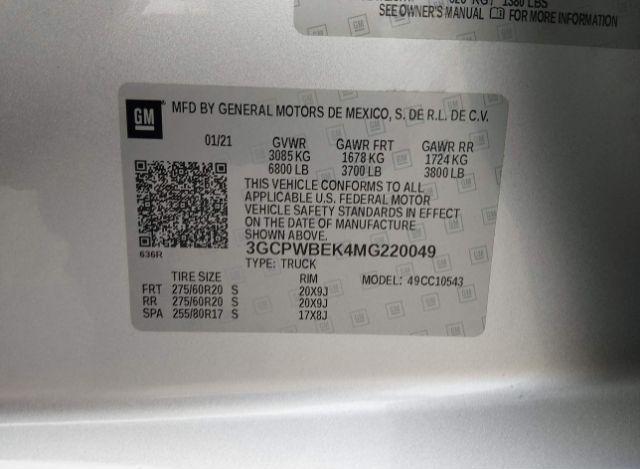 1380 LBS
SEE OWNER'S MANUAL FOR MORE INFORMATION
GM
MFD BY GENERAL MOTORS DE MEXICO, S. DE R.L. DE C.V.
01/21 GVWR GAWR FRT GAWR RR
3085 KG 1678 KG 1724 KG
6800 LB 3700 LB 3800 LB
THIS VEHICLE CONFORMS TO ALL
APPLICABLE U.S. FEDERAL MOTOR
VEHICLE SAFETY STANDARDS IN EFFECT
ON THE DATE OF MANUFACTURE
SHOWN ABOVE.
636R 3GCPWBEK4MG220049
TYPE: TRUCK
TIRE SIZE RIM MODEL: 49CC10543
FRT 275/60R20 S 20X9J
RR 275/60R20 S 20X9J
SPA 255/80R17 S 17X8J